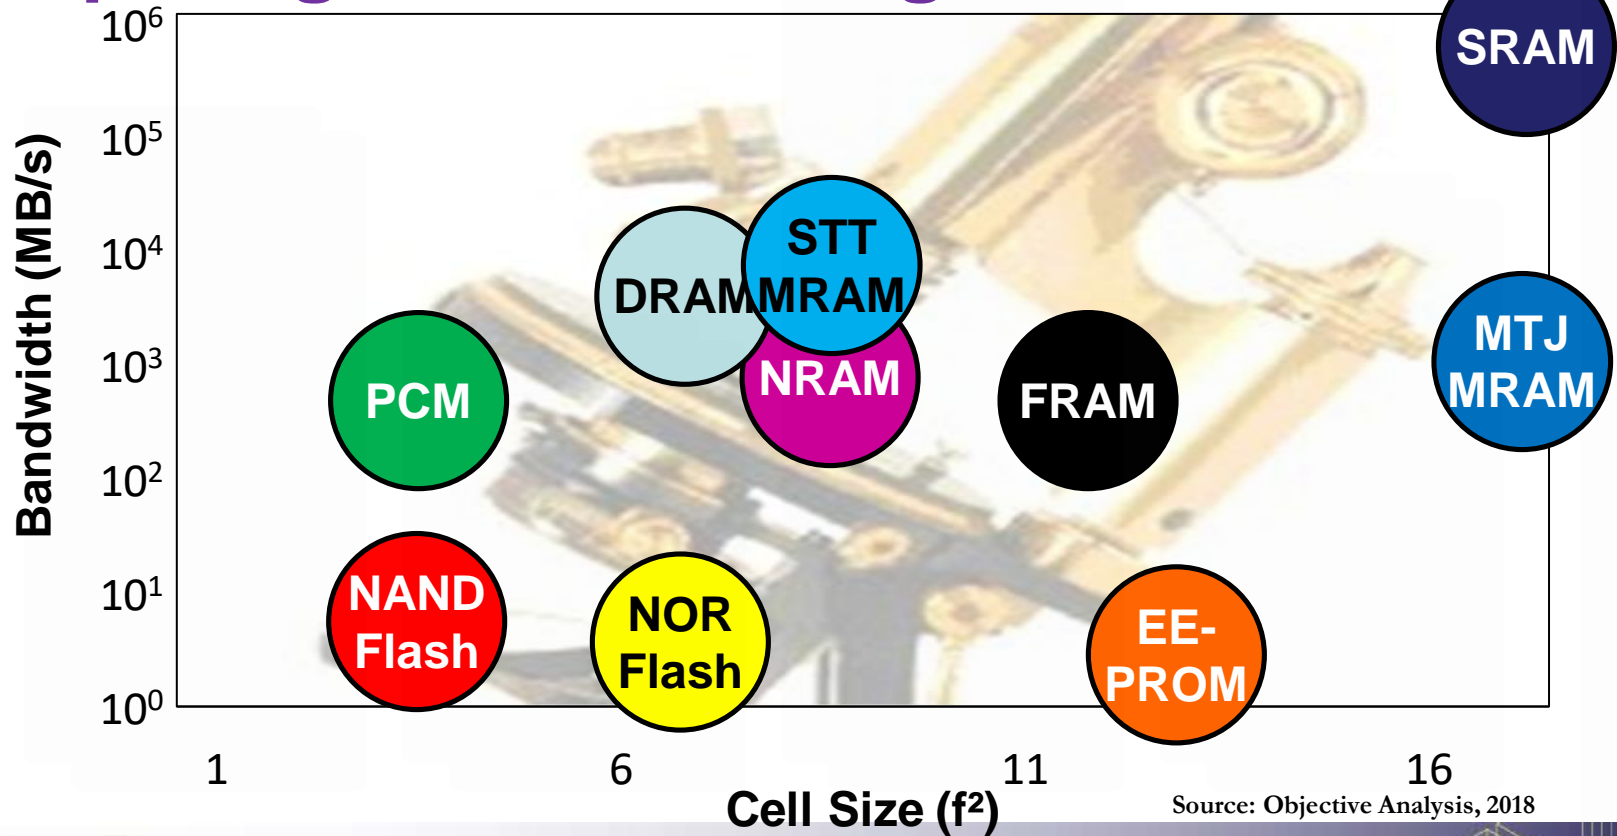 10⁶
SRAM
10⁵
STT
MRAM
10⁴
DRAM
MTJ
MRAM
10³
NRAM
PCM
FRAM
10²
Bandwidth (MB/s)
NAND
Flash
10¹
NOR
Flash
EE-
PROM
10⁰
1
6
11
16
Cell Size (f²)
Source: Objective Analysis, 2018